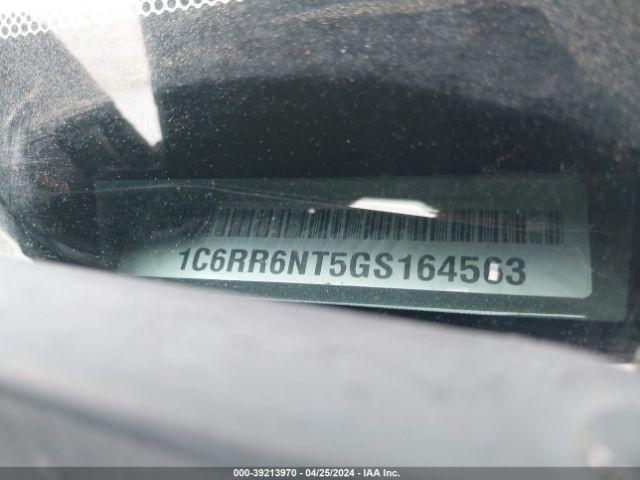 1C6RR6NT5GS164563
000-39213970 - 04/25/2024 - IAA Inc.